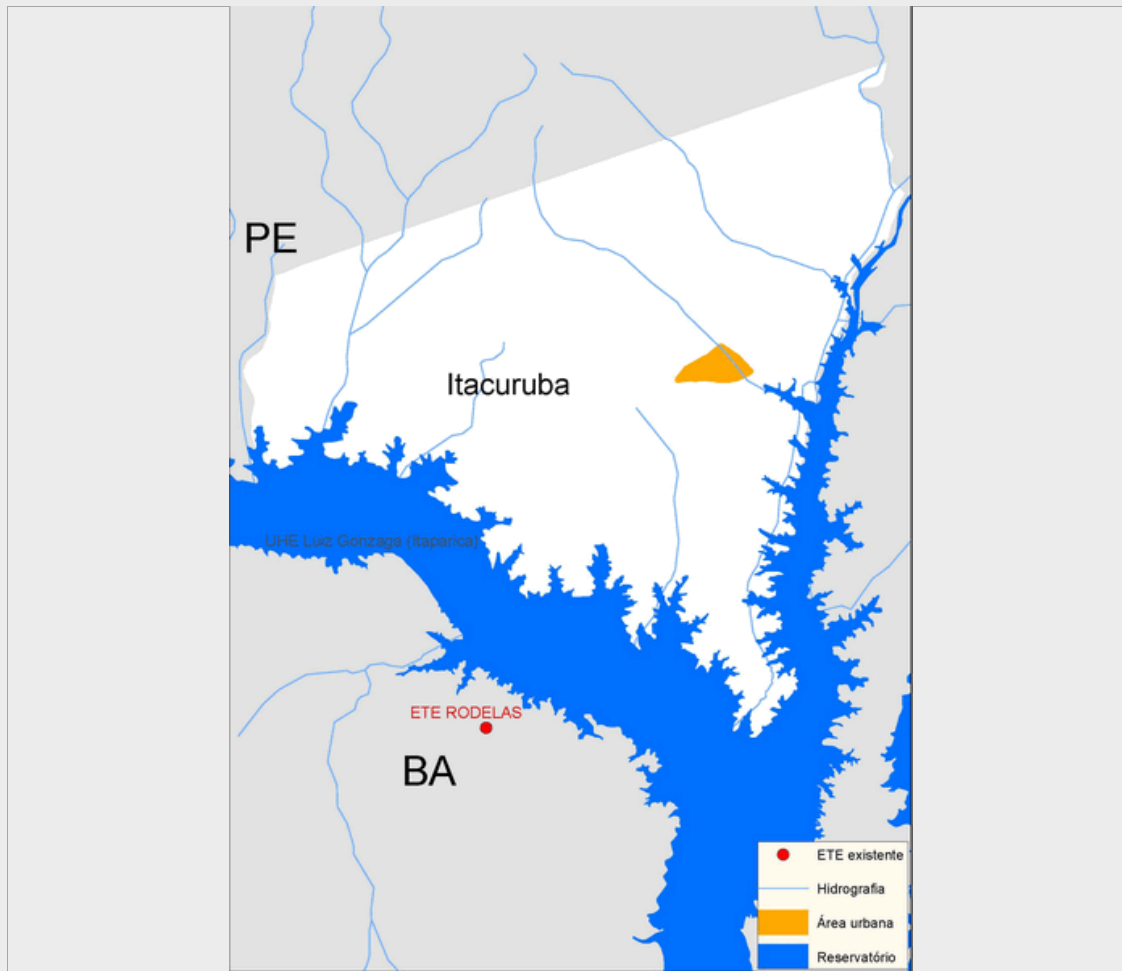 PE
Itacuruba
UHE Luiz Gonzaga (Itaparica)
ETE RODELAS
BA
ETE existente
Hidrografia
Área urbana
Reservatório